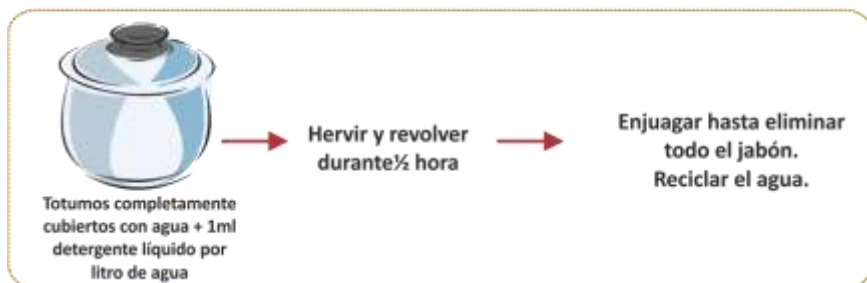 Totumos completamente
cubiertos con agua + 1ml
detergente líquido por
litro de agua
Hervir y revolver
durante½ hora
Enjuagar hasta eliminar
todo el jabón.
Reciclar el agua.